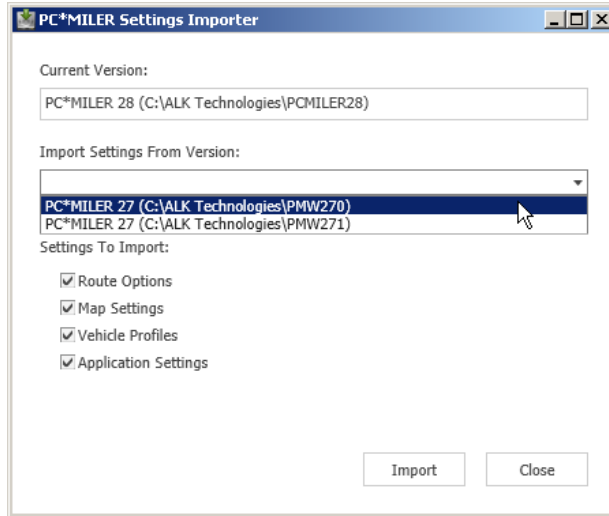 PC*MILER Settings Importer
Current Version:
PC*MILER 28 (C:\ALK Technologies\PCMILER28)
Import Settings From Version:
PC*MILER 27 (C:\ALK Technologies\PMW270)
PC*MILER 27 (C:\ALK Technologies\PMW271)
Settings To Import:
Route Options
Map Settings
Vehicle Profiles
Application Settings
Import Close